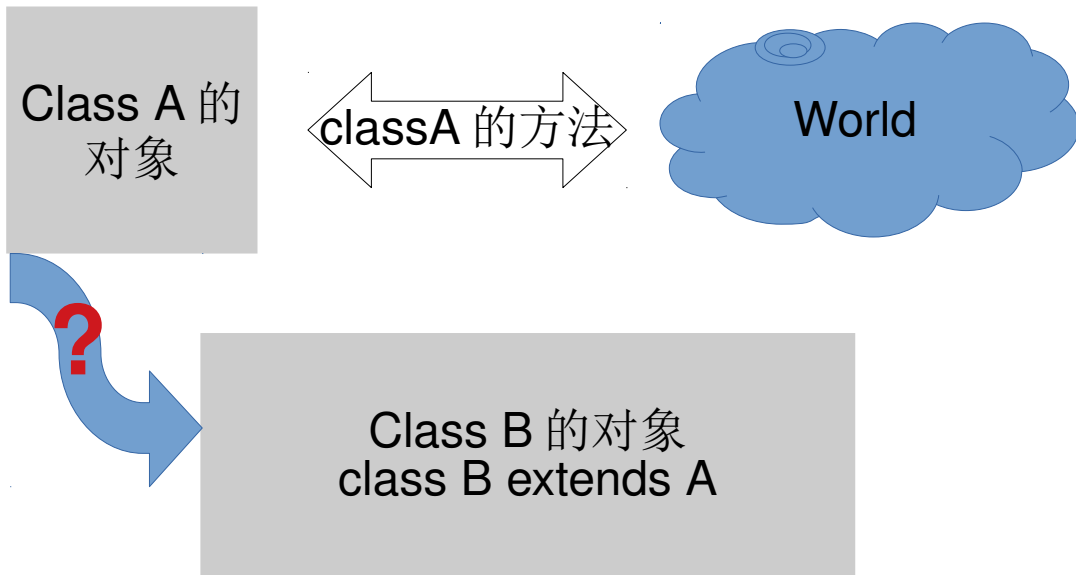 Class A 的
对象
classA 的方法
World
?
Class B 的对象
class B extends A